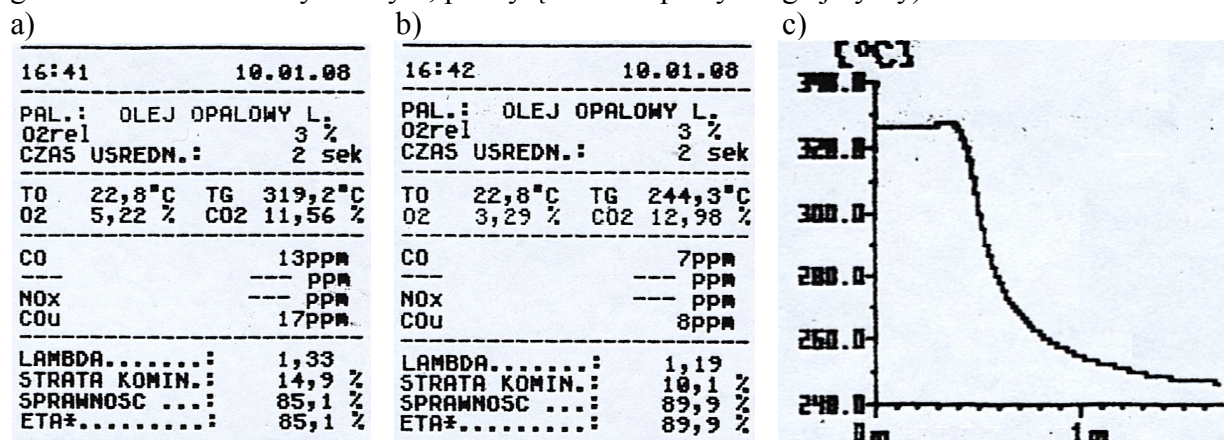 a)
16:41 10.01.08
PAL.: OLEJ OPALOWY L.
O2rel 3 %
CZAS USREDN.: 2 sek
TO 22,8°C TG 319,2°C
O2 5,22 % CO2 11,56 %
CO 13ppm
--- --- ppm
NOx --- ppm
COu 17ppm
LAMBDA.......: 1,33
STRATA KOMIN.: 14,9 %
SPRAWNOSC ...: 85,1 %
ETA*.........: 85,1 %
b)
16:42 10.01.08
PAL.: OLEJ OPALOWY L.
O2rel 3 %
CZAS USREDN.: 2 sek
TO 22,8°C TG 244,3°C
O2 3,29 % CO2 12,98 %
CO 7ppm
--- --- ppm
NOx --- ppm
COu 8ppm
LAMBDA.......: 1,19
STRATA KOMIN.: 10,1 %
SPRAWNOSC ...: 89,9 %
ETA*.........: 89,9 %
c)
[°C]
340.0
320.0
300.0
280.0
260.0
240.0
0m 1m